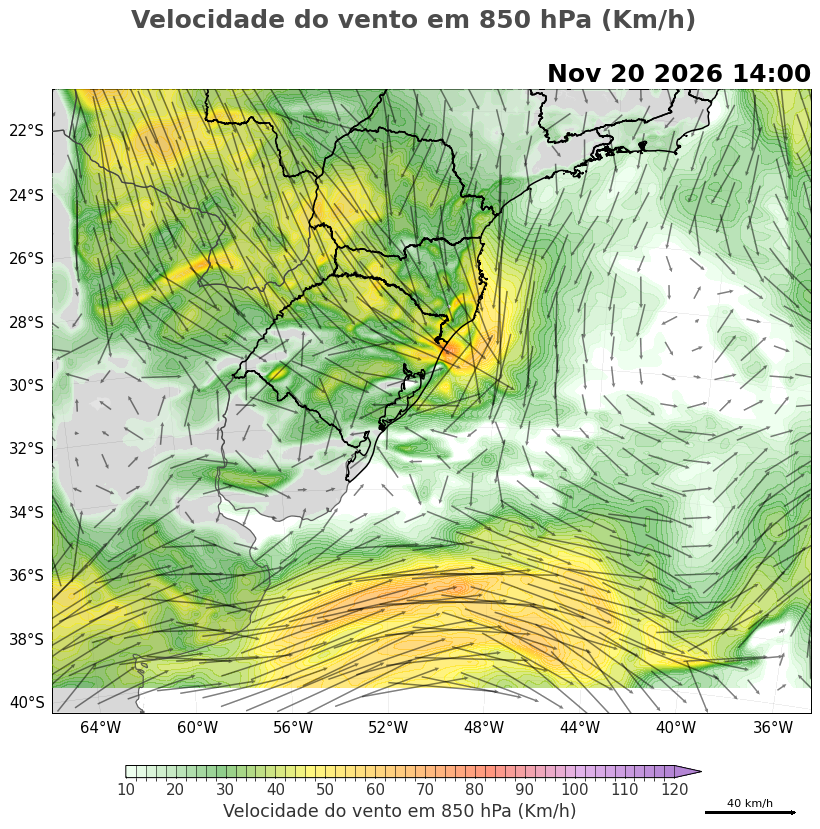 Velocidade do vento em 850 hPa (Km/h)
Nov 20 2026 14:00
22°S
24°S
26°S
28°S
30°S
32°S
34°S
36°S
38°S
40°S
64°W 60°W 56°W 52°W 48°W 44°W 40°W 36°W
10 20 30 40 50 60 70 80 90 100 110 120
Velocidade do vento em 850 hPa (Km/h)
40 km/h